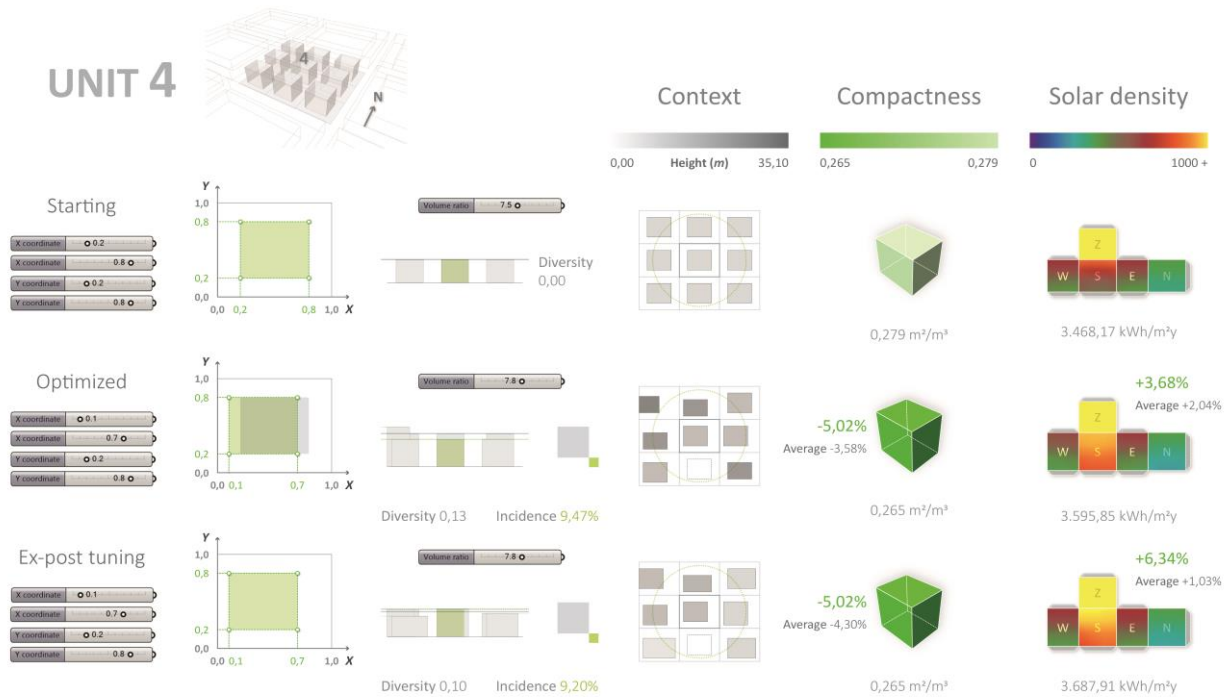 UNIT 4
4
N
Context
Compactness
Solar density
0,00 Height (m) 35,10
0,265 0,279
0 1000 +
Starting
X coordinate 0.2
X coordinate 0.8
Y coordinate 0.2
Y coordinate 0.8
Y
1,0
0,8
0,2
0,0
0,0 0,2 0,8 1,0 X
Volume ratio 7.5
Diversity
0,00
0,279 m²/m³
Z
W S E N
3.468,17 kWh/m²y
Optimized
X coordinate 0.1
X coordinate 0.7
Y coordinate 0.2
Y coordinate 0.8
Y
1,0
0,8
0,2
0,0
0,0 0,1 0,7 1,0 X
Volume ratio 7.8
Diversity 0,13 Incidence 9,47%
-5,02%
Average -3,58%
0,265 m²/m³
+3,68%
Average +2,04%
Z
W S E N
3.595,85 kWh/m²y
Ex-post tuning
X coordinate 0.1
X coordinate 0.7
Y coordinate 0.2
Y coordinate 0.8
Y
1,0
0,8
0,2
0,0
0,0 0,1 0,7 1,0 X
Volume ratio 7.8
Diversity 0,10 Incidence 9,20%
-5,02%
Average -4,30%
0,265 m²/m³
+6,34%
Average +1,03%
Z
W S E N
3.687,91 kWh/m²y